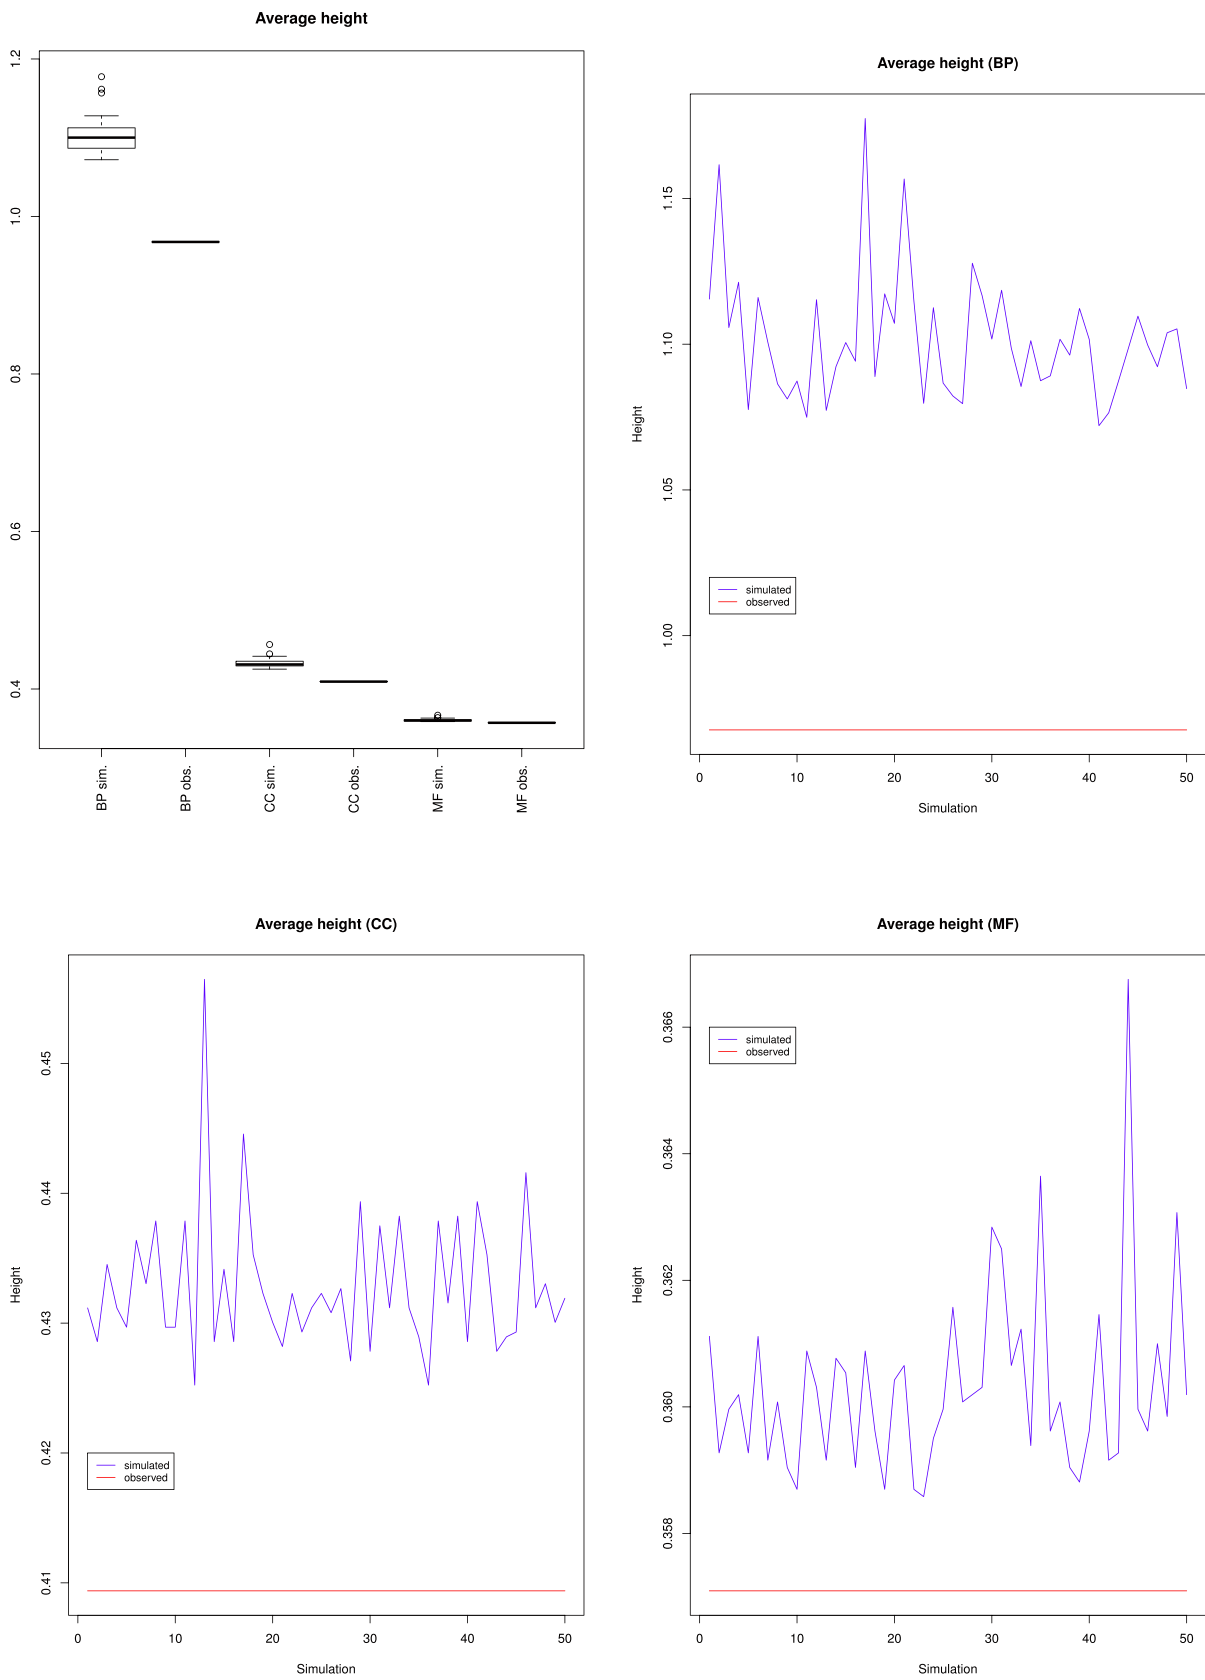 Average height
1.2
1.0
0.8
0.6
0.4
BP sim.
BP obs.
CC sim.
CC obs.
MF sim.
MF obs.
Average height (BP)
Height
1.15
1.10
1.05
1.00
simulated
observed
0
10
20
30
40
50
Simulation
Average height (CC)
Height
0.45
0.44
0.43
0.42
0.41
simulated
observed
0
10
20
30
40
50
Simulation
Average height (MF)
Height
0.366
0.364
0.362
0.360
0.358
simulated
observed
0
10
20
30
40
50
Simulation